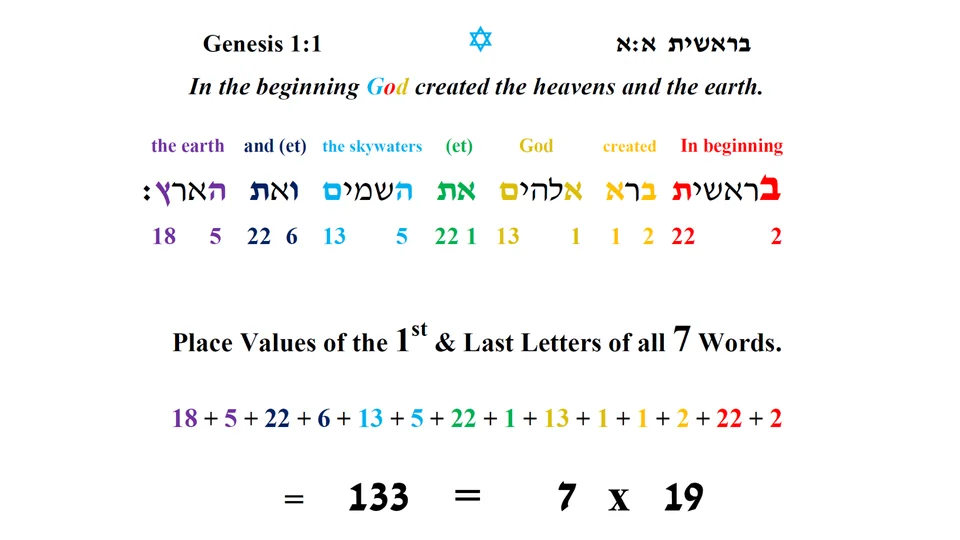 Genesis 1:1 ✡ בראשית א:א
In the beginning God created the heavens and the earth.
the earth and (et) the skywaters (et) God created In beginning
בראשית ברא אלהים את השמים ואת הארץ:
18 5 22 6 13 5 22 1 13 1 1 2 22 2
Place Values of the 1st & Last Letters of all 7 Words.
18 + 5 + 22 + 6 + 13 + 5 + 22 + 1 + 13 + 1 + 1 + 2 + 22 + 2
= 133 = 7 x 19